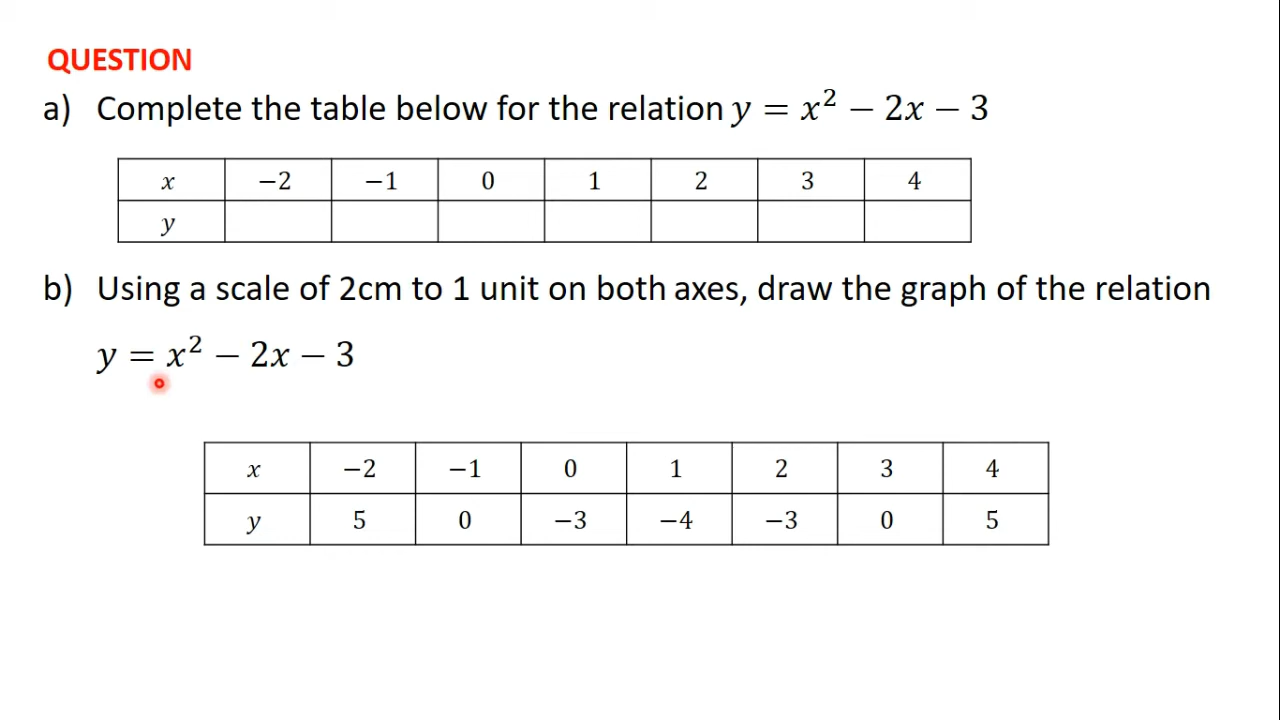 QUESTION
a) Complete the table below for the relation y = x² − 2x − 3
x −2 −1 0 1 2 3 4
y
b) Using a scale of 2cm to 1 unit on both axes, draw the graph of the relation
y = x² − 2x − 3
x −2 −1 0 1 2 3 4
y 5 0 −3 −4 −3 0 5